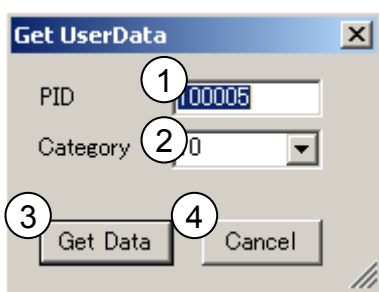 Get UserData
PID 1 100005
Category 2 0
3 4
Get Data Cancel